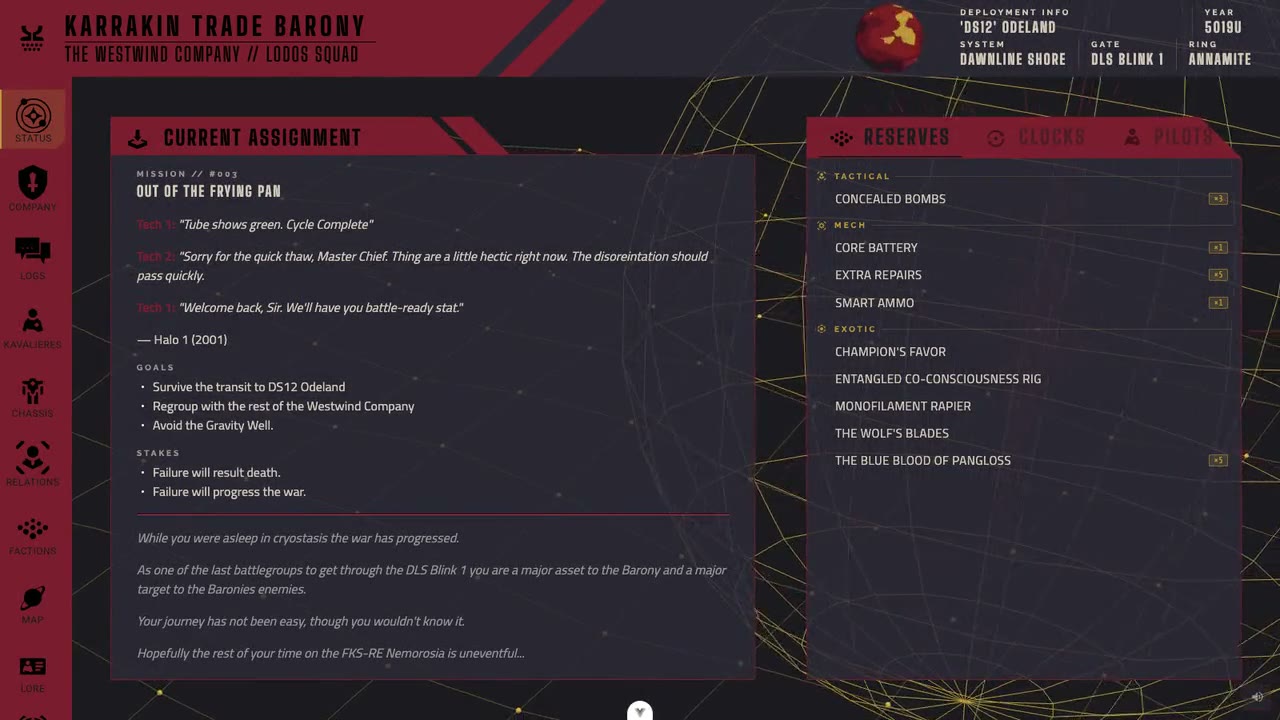 KARRAKIN TRADE BARONY
THE WESTWIND COMPANY // LODOS SQUAD
DEPLOYMENT INFO
'DS12' ODELAND
YEAR
5019U
SYSTEM
DAWNLINE SHORE
GATE
DLS BLINK 1
RING
ANNAMITE
STATUS
COMPANY
LOGS
KAVALIERES
CHASSIS
RELATIONS
FACTIONS
MAP
LORE
CURRENT ASSIGNMENT
MISSION // #003
OUT OF THE FRYING PAN
Tech 1: "Tube shows green. Cycle Complete"
Tech 2: "Sorry for the quick thaw, Master Chief. Thing are a little hectic right now. The disoreintation should
pass quickly.
Tech 1: "Welcome back, Sir. We'll have you battle-ready stat."
— Halo 1 (2001)
GOALS
• Survive the transit to DS12 Odeland
• Regroup with the rest of the Westwind Company
• Avoid the Gravity Well.
STAKES
• Failure will result death.
• Failure will progress the war.
While you were asleep in cryostasis the war has progressed.
As one of the last battlegroups to get through the DLS Blink 1 you are a major asset to the Barony and a major
target to the Baronies enemies.
Your journey has not been easy, though you wouldn't know it.
Hopefully the rest of your time on the FKS-RE Nemorosia is uneventful...
RESERVES
CLOCKS
PILOTS
TACTICAL
CONCEALED BOMBS ×3
MECH
CORE BATTERY ×1
EXTRA REPAIRS ×5
SMART AMMO ×1
EXOTIC
CHAMPION'S FAVOR
ENTANGLED CO-CONSCIOUSNESS RIG
MONOFILAMENT RAPIER
THE WOLF'S BLADES
THE BLUE BLOOD OF PANGLOSS ×5